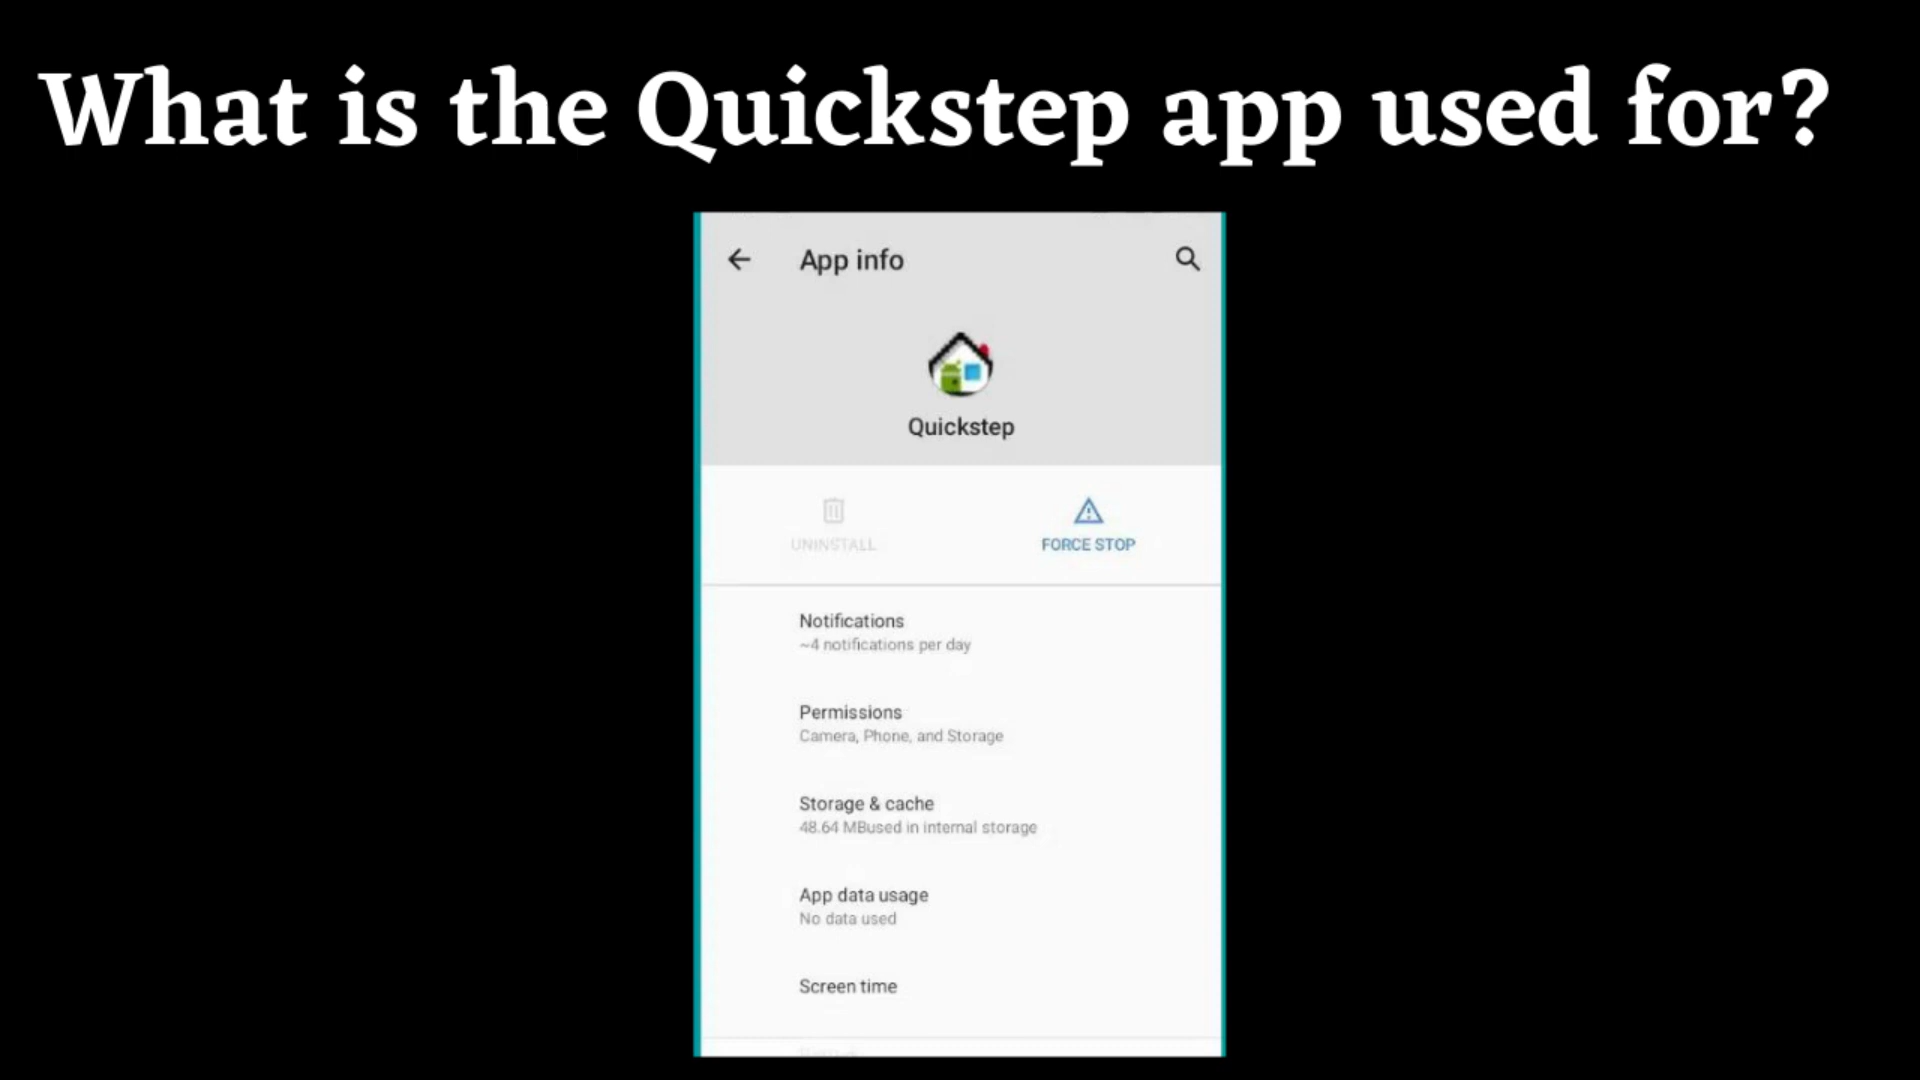 What is the Quickstep app used for?
App info
Quickstep
UNINSTALL
FORCE STOP
Notifications
~4 notifications per day
Permissions
Camera, Phone, and Storage
Storage & cache
48.64 MBused in internal storage
App data usage
No data used
Screen time